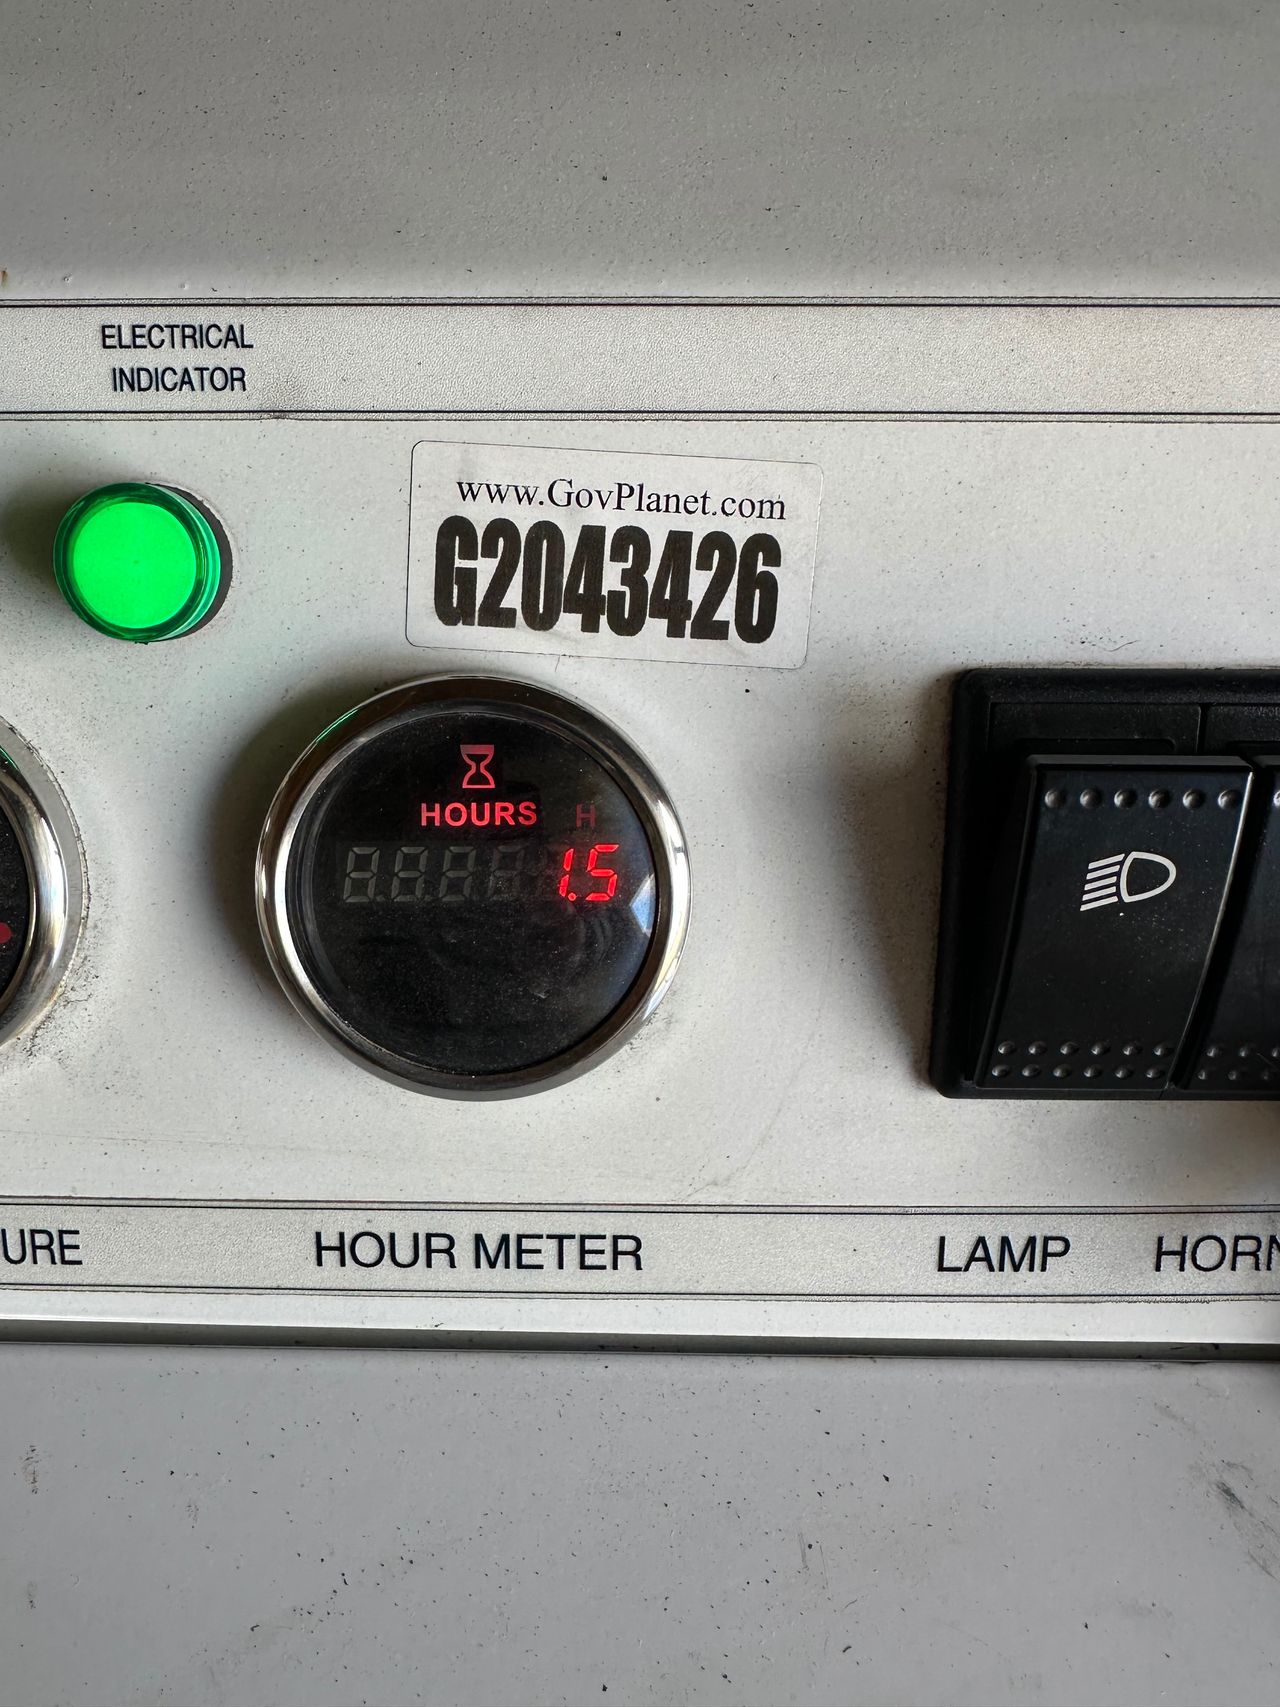 ELECTRICAL
INDICATOR
www.GovPlanet.com
G2043426
HOURS H
1.5
URE HOUR METER LAMP HORN